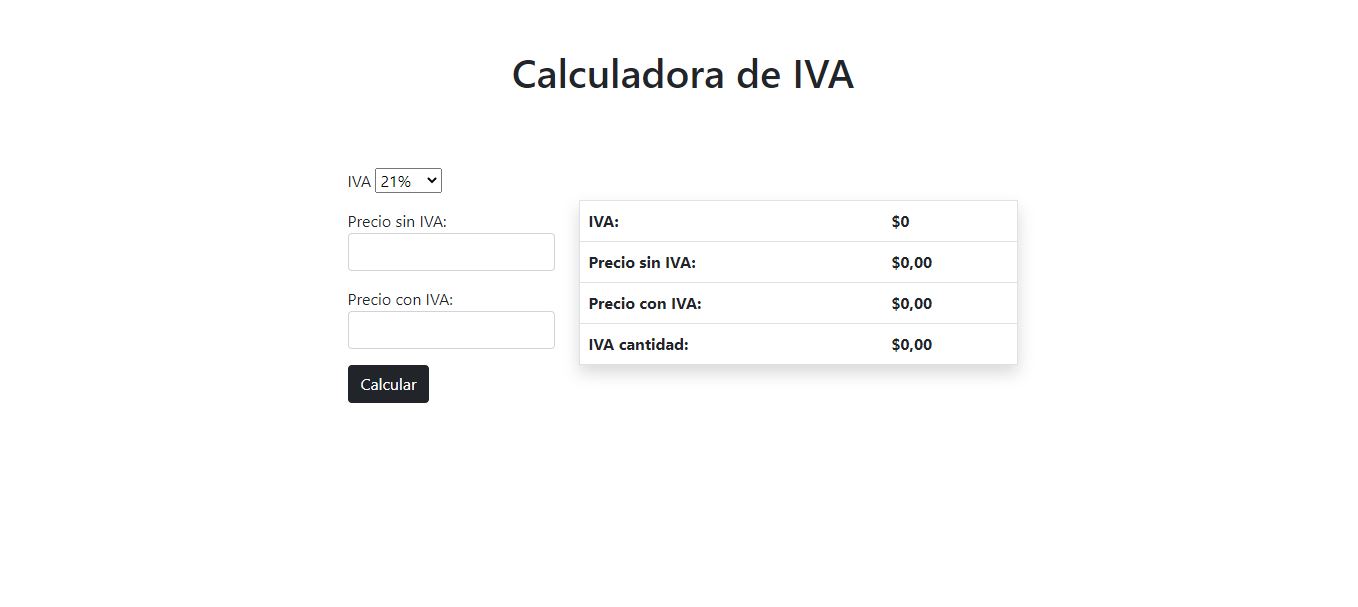 Calculadora de IVA
IVA 21%
Precio sin IVA:
Precio con IVA:
Calcular
IVA: $0
Precio sin IVA: $0,00
Precio con IVA: $0,00
IVA cantidad: $0,00